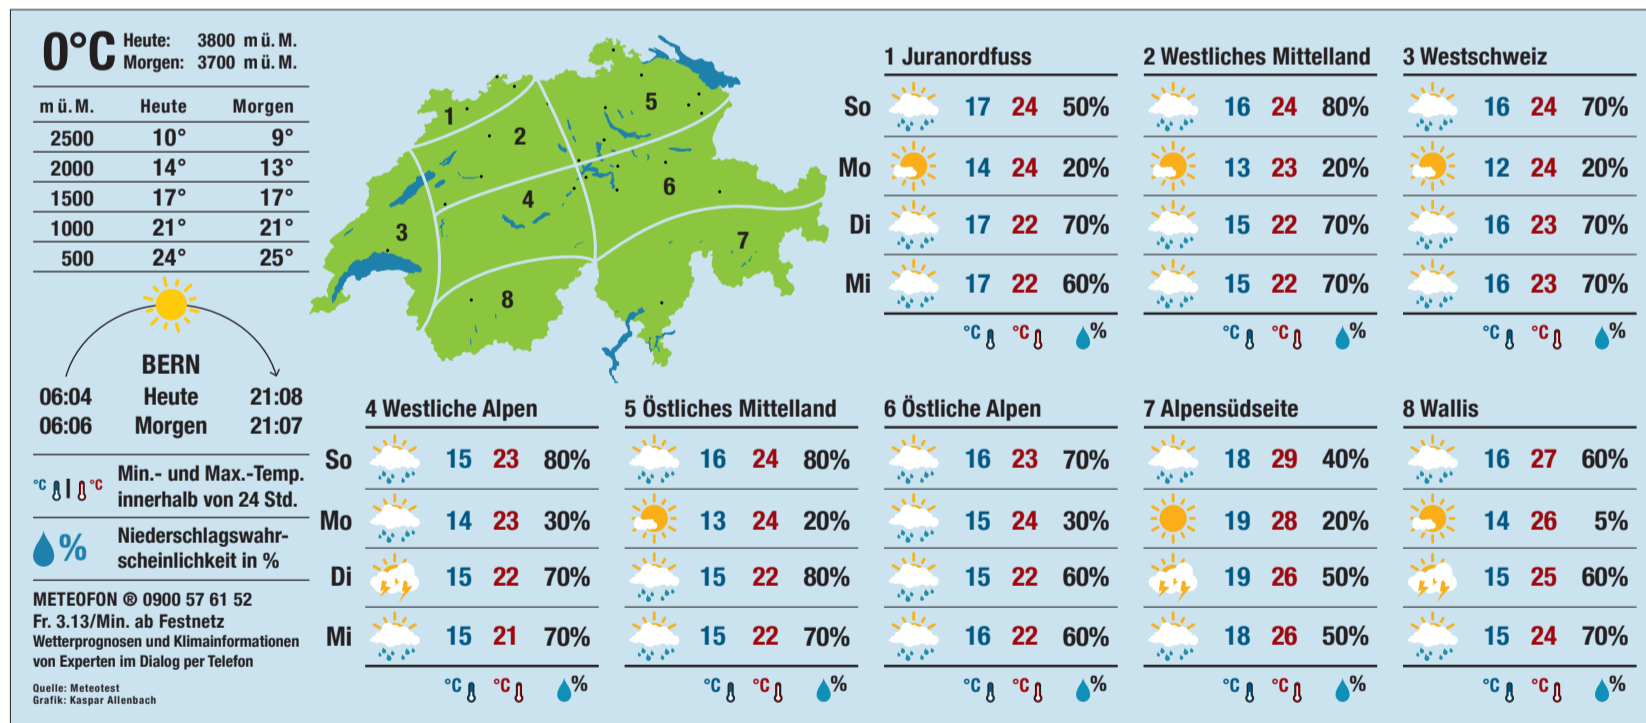 0°C
Heute: 3800 m ü. M.
Morgen: 3700 m ü. M.
m ü. M. Heute Morgen
2500 10° 9°
2000 14° 13°
1500 17° 17°
1000 21° 21°
500 24° 25°
BERN
06:04 Heute 21:08
06:06 Morgen 21:07
°C | °C Min.- und Max.-Temp.
innerhalb von 24 Std.
% Niederschlagswahr-
scheinlichkeit in %
METEOFON ® 0900 57 61 52
Fr. 3.13/Min. ab Festnetz
Wetterprognosen und Klimainformationen
von Experten im Dialog per Telefon
Quelle: Meteotest
Grafik: Kaspar Allenbach
1
2
3
4
5
6
7
8
1 Juranordfuss
So 17 24 50%
Mo 14 24 20%
Di 17 22 70%
Mi 17 22 60%
°C °C %
2 Westliches Mittelland
16 24 80%
13 23 20%
15 22 70%
15 22 70%
°C °C %
3 Westschweiz
16 24 70%
12 24 20%
16 23 70%
16 23 70%
°C °C %
4 Westliche Alpen
So 15 23 80%
Mo 14 23 30%
Di 15 22 70%
Mi 15 21 70%
°C °C %
5 Östliches Mittelland
16 24 80%
13 24 20%
15 22 80%
15 22 70%
°C °C %
6 Östliche Alpen
16 23 70%
15 24 30%
15 22 60%
16 22 60%
°C °C %
7 Alpensüdseite
18 29 40%
19 28 20%
19 26 50%
18 26 50%
°C °C %
8 Wallis
16 27 60%
14 26 5%
15 25 60%
15 24 70%
°C °C %